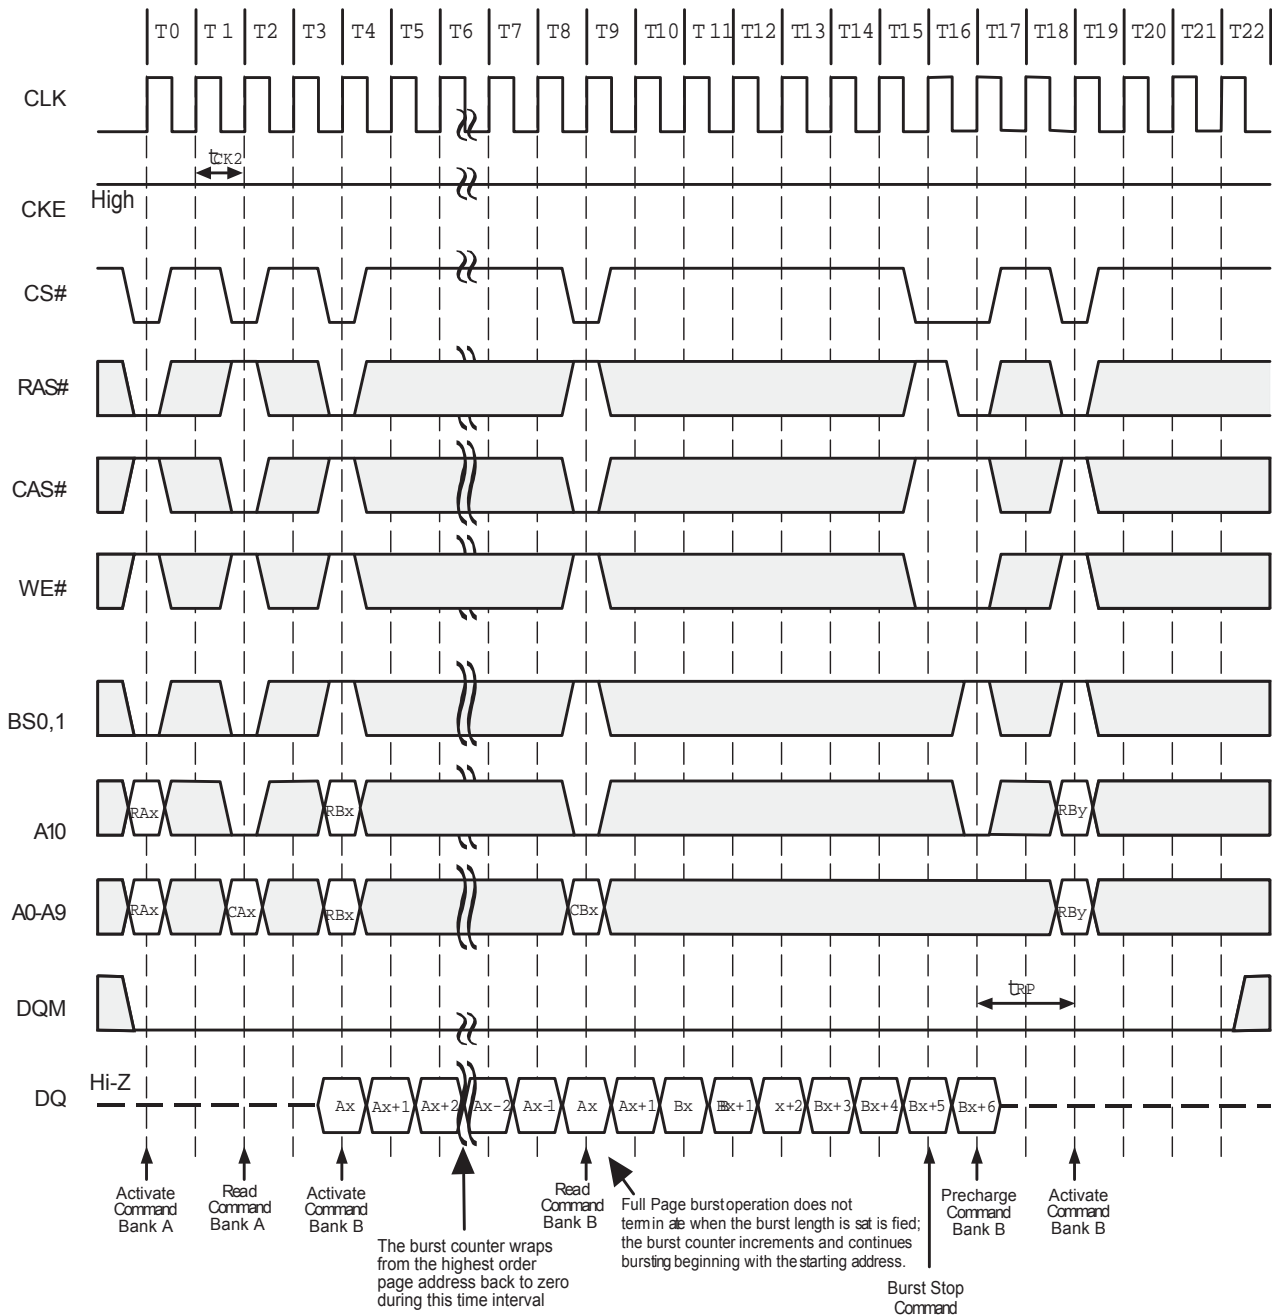 T0 T1 T2 T3 T4 T5 T6 T7 T8 T9 T10 T11 T12 T13 T14 T15 T16 T17 T18 T19 T20 T21 T22
CLK
tCK2
High
CKE
CS#
RAS#
CAS#
WE#
BS0,1
A10
RAx RBx RBy
A0-A9
RAx CAx RBx CBx RBy
DQM
tRP
Hi-Z
DQ
Ax Ax+1 Ax+2 Ax-2 Ax-1 Ax Ax+1 Bx Bx+1 x+2 Bx+3 Bx+4 Bx+5 Bx+6
Activate
Command
Bank A
Read
Command
Bank A
Activate
Command
Bank B
The burst counter wraps
from the highest order
page address back to zero
during this time interval
Read
Command
Bank B
Full Page burst operation does not
terminate when the burst length is satisfied;
the burst counter increments and continues
bursting beginning with the starting address.
Burst Stop
Command
Precharge
Command
Bank B
Activate
Command
Bank B